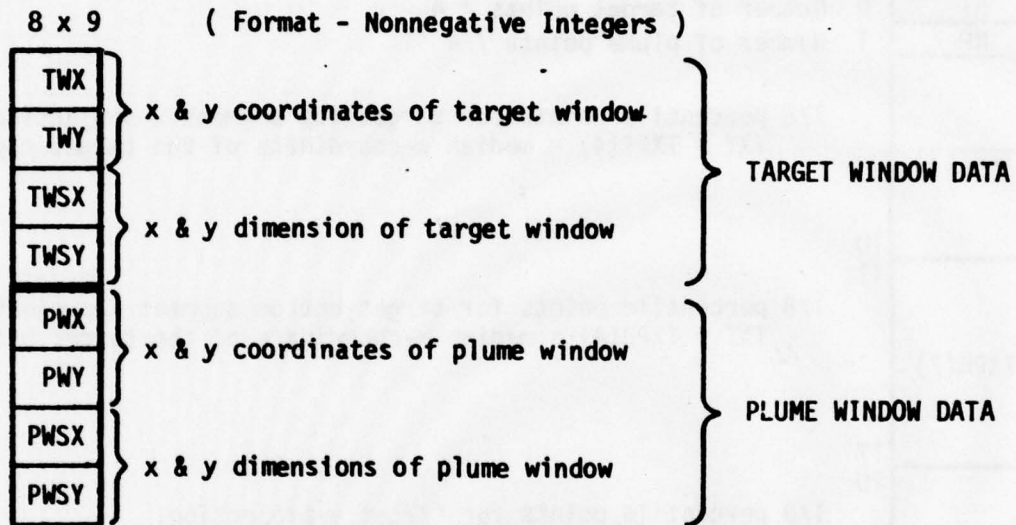 8 x 9 ( Format - Nonnegative Integers )
TWX
TWY
x & y coordinates of target window
TWSX
TWSY
x & y dimension of target window
TARGET WINDOW DATA
PWX
PWY
x & y coordinates of plume window
PWSX
PWSY
x & y dimensions of plume window
PLUME WINDOW DATA